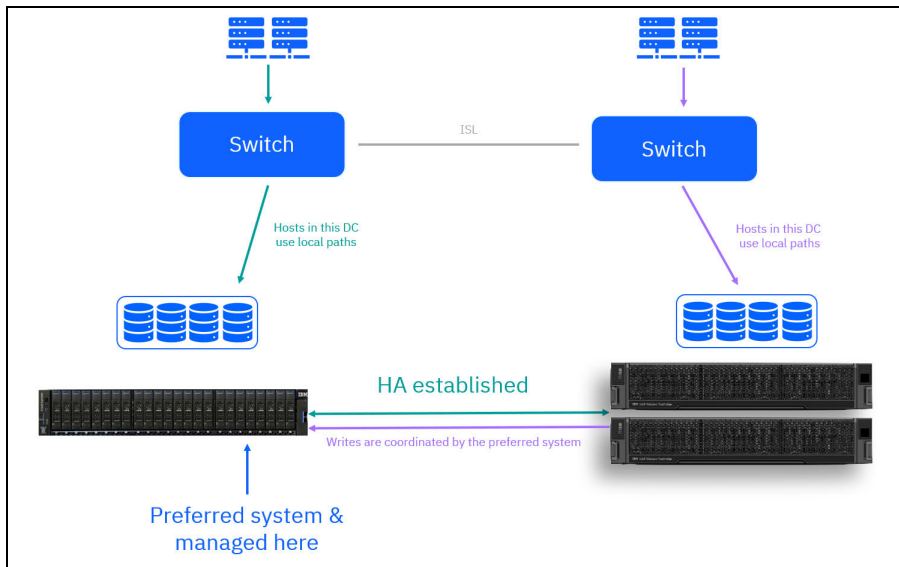 Switch
ISL
Switch
Hosts in this DC
use local paths
Hosts in this DC
use local paths
HA established
Writes are coordinated by the preferred system
Preferred system &
managed here
IBM